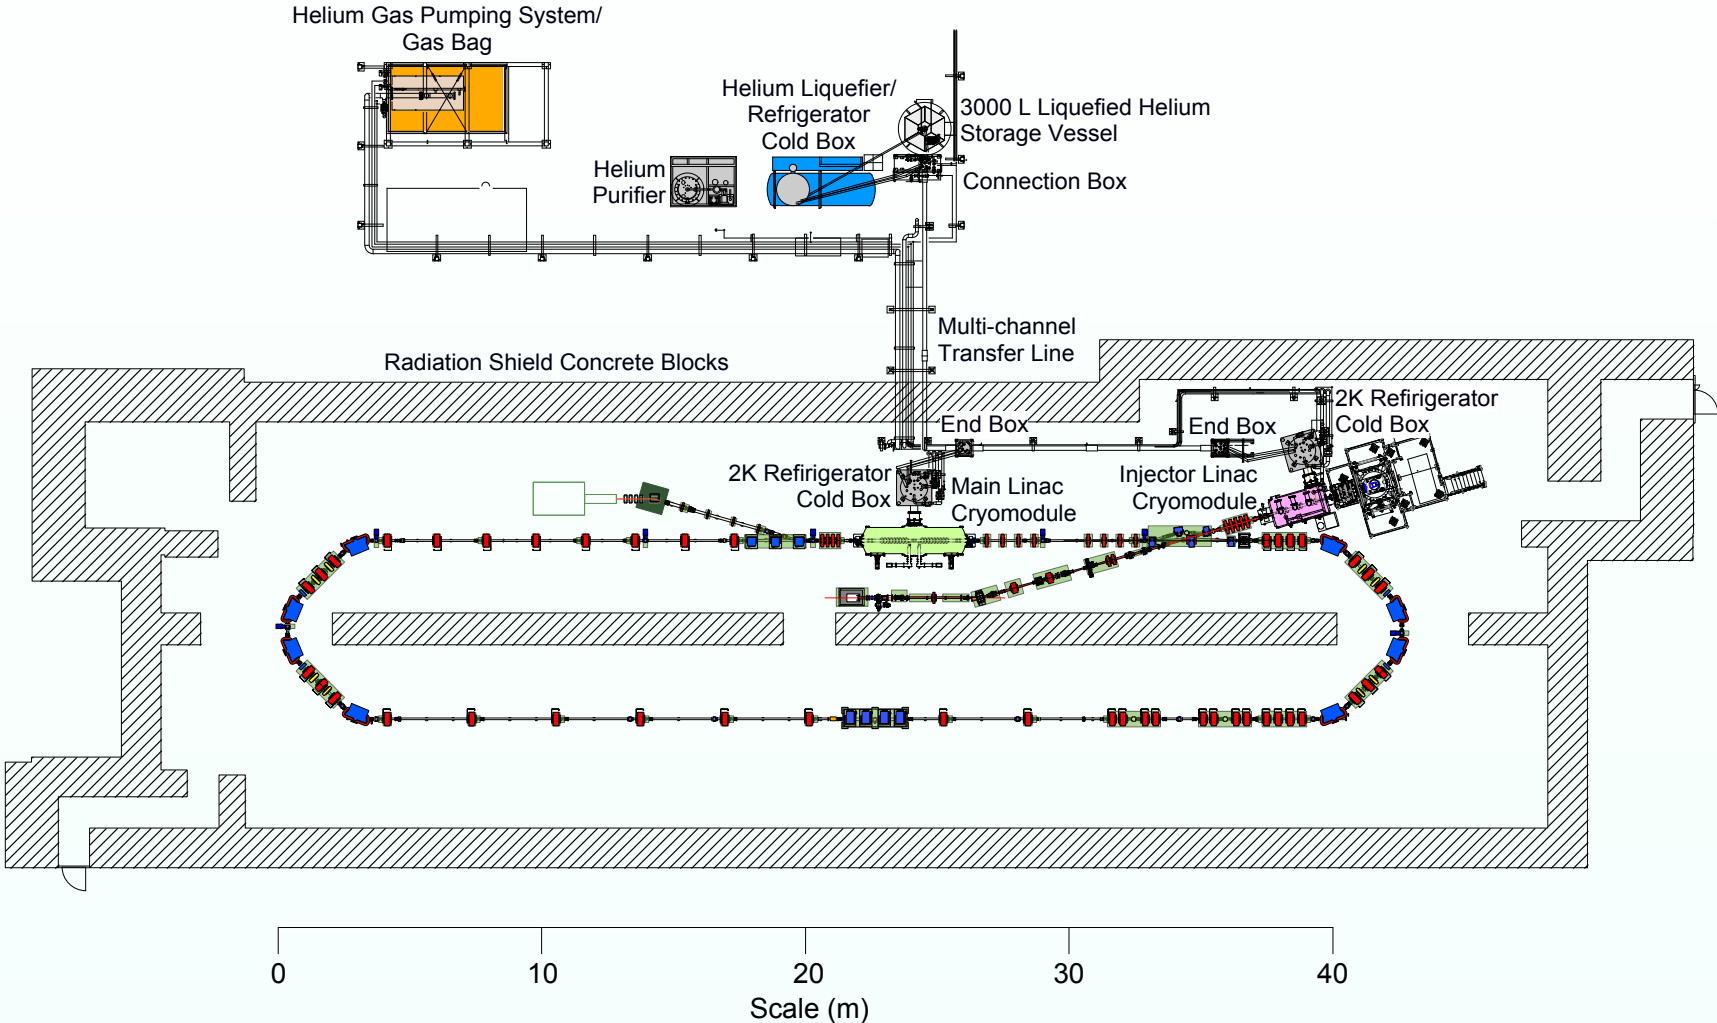 Helium Gas Pumping System/
Gas Bag
Helium Liquefier/
Refrigerator
Cold Box
3000 L Liquefied Helium
Storage Vessel
Helium
Purifier
Connection Box
Multi-channel
Transfer Line
Radiation Shield Concrete Blocks
2K Refirigerator
Cold Box
End Box
End Box
2K Refirigerator
Cold Box
Main Linac
Cryomodule
Injector Linac
Cryomodule
0 10 20 30 40
Scale (m)